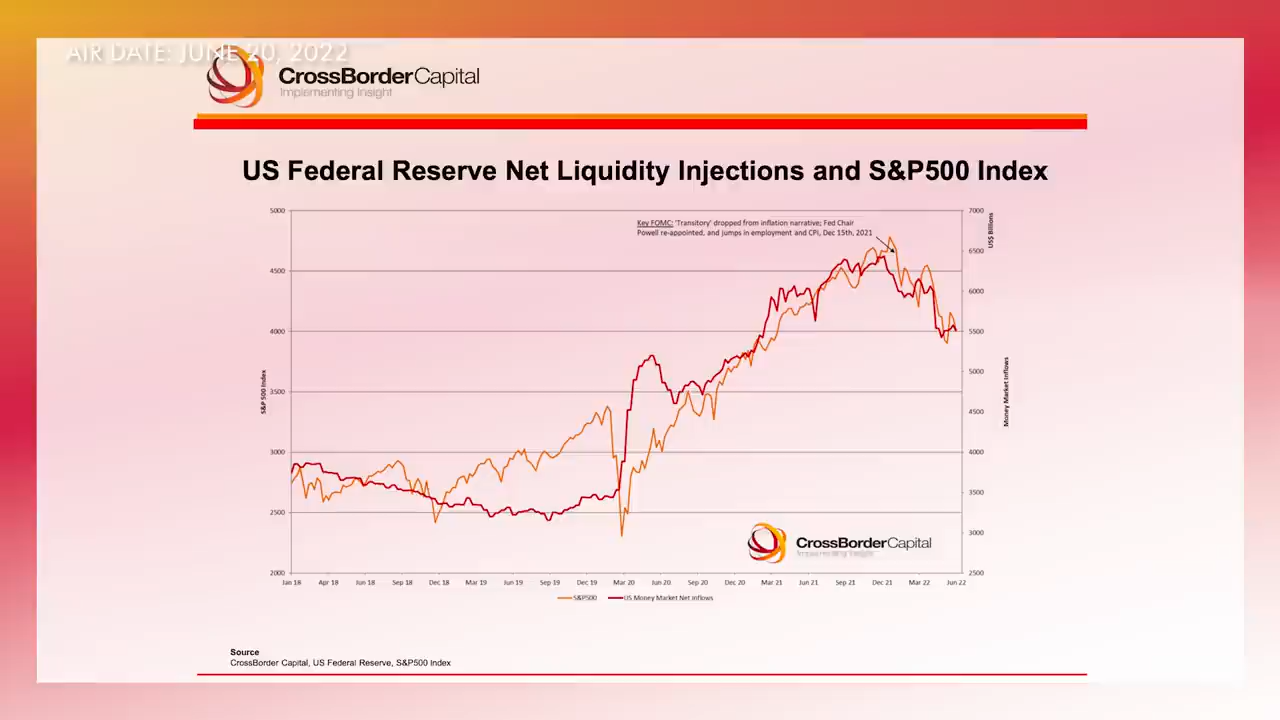 AIR DATE: JUNE 20, 2022
CrossBorderCapital
Implementing Insight
US Federal Reserve Net Liquidity Injections and S&P500 Index
Key FOMC: 'Transitory' dropped from inflation narrative; Fed Chair
Powell re-appointed, and jumps in employment and CPI, Dec 15th, 2021
5000
4500
4000
3500
3000
2500
2000
S&P 500 Index
7000
6500
6000
5500
5000
4500
4000
3500
3000
2500
US$ Billions
Money Market Inflows
CrossBorderCapital
Implementing Insight
Jan 18 Apr 18 Jun 18 Sep 18 Dec 18 Mar 19 Jun 19 Sep 19 Dec 19 Mar 20 Jun 20 Sep 20 Dec 20 Mar 21 Jun 21 Sep 21 Dec 21 Mar 22 Jun 22
S&P500 US Money Market Net Inflows
Source
CrossBorder Capital, US Federal Reserve, S&P500 Index